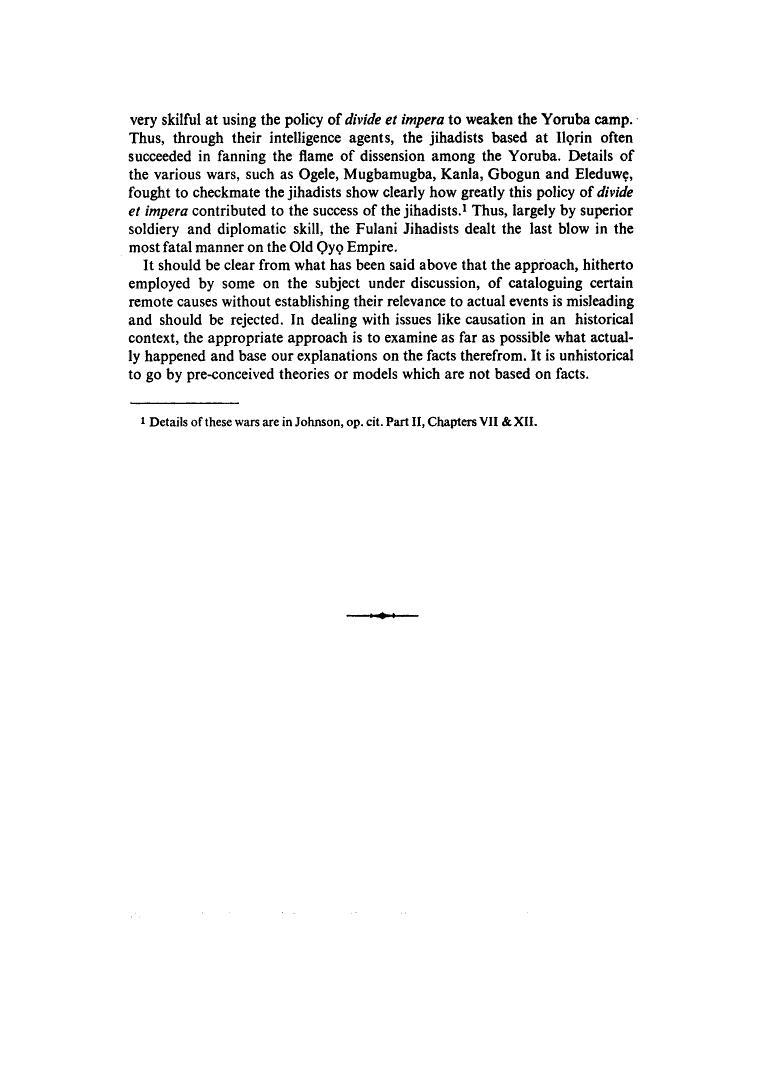 very skilful at using the policy of divide et impera to weaken the Yoruba camp.
Thus, through their intelligence agents, the jihadists based at Ilọrin often
succeeded in fanning the flame of dissension among the Yoruba. Details of
the various wars, such as Ogele, Mugbamugba, Kanla, Gbogun and Eleduwẹ,
fought to checkmate the jihadists show clearly how greatly this policy of divide
et impera contributed to the success of the jihadists.¹ Thus, largely by superior
soldiery and diplomatic skill, the Fulani Jihadists dealt the last blow in the
most fatal manner on the Old Ọyọ Empire.
It should be clear from what has been said above that the approach, hitherto
employed by some on the subject under discussion, of cataloguing certain
remote causes without establishing their relevance to actual events is misleading
and should be rejected. In dealing with issues like causation in an historical
context, the appropriate approach is to examine as far as possible what actual-
ly happened and base our explanations on the facts therefrom. It is unhistorical
to go by pre-conceived theories or models which are not based on facts.
¹ Details of these wars are in Johnson, op. cit. Part II, Chapters VII & XII.